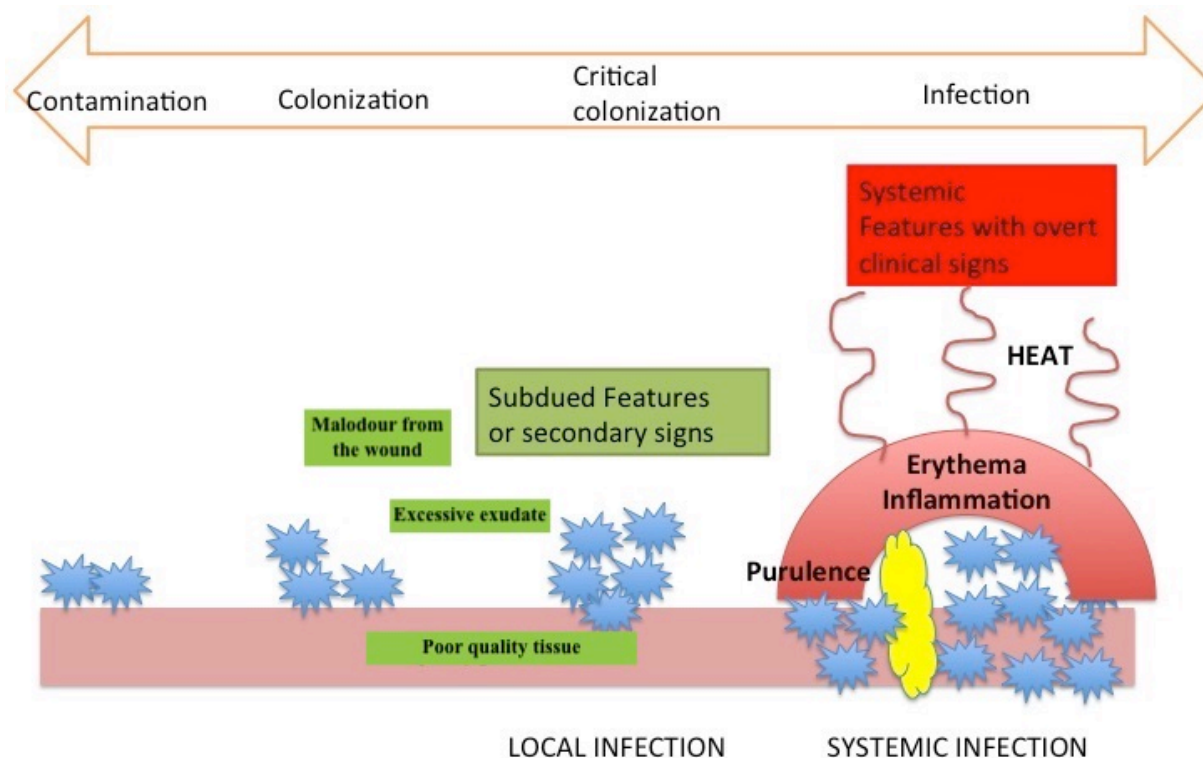 Contamination
Colonization
Critical
colonization
Infection
Systemic
Features with overt
clinical signs
HEAT
Subdued Features
or secondary signs
Malodour from
the wound
Erythema
Inflammation
Excessive exudate
Purulence
Poor quality tissue
LOCAL INFECTION
SYSTEMIC INFECTION